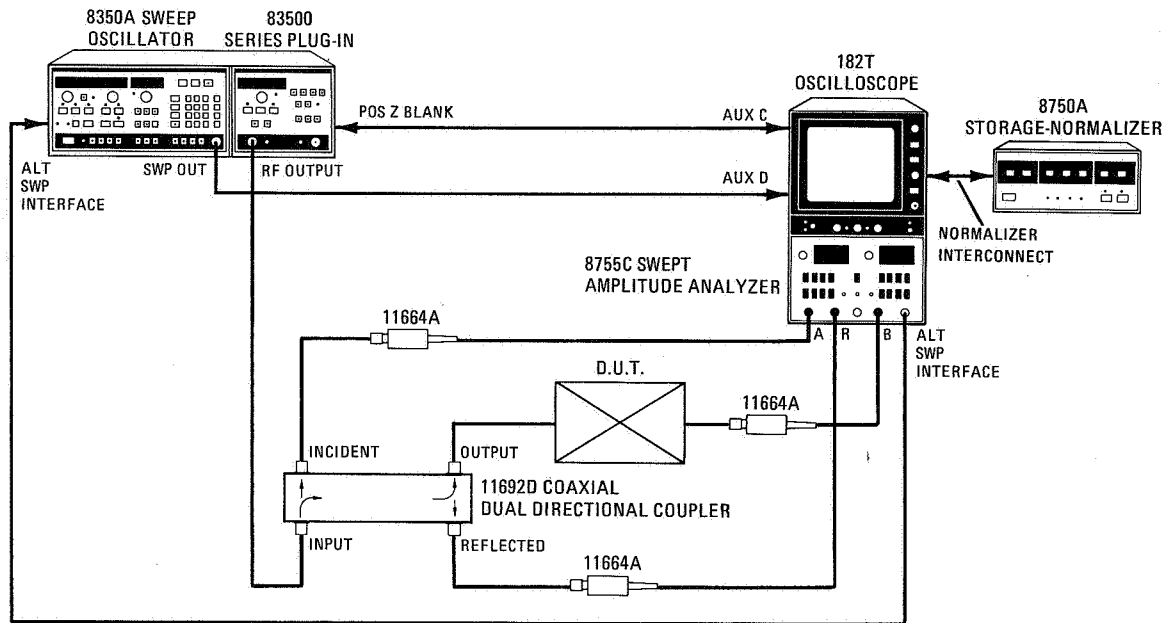 8350A SWEEP
OSCILLATOR
83500
SERIES PLUG-IN
182T
OSCILLOSCOPE
8750A
STORAGE-NORMALIZER
POS Z BLANK
AUX C
ALT
SWP
INTERFACE
SWP OUT
RF OUTPUT
AUX D
NORMALIZER
INTERCONNECT
8755C SWEPT
AMPLITUDE ANALYZER
11664A
A
R
B
ALT
SWP
INTERFACE
D.U.T.
11664A
INCIDENT
OUTPUT
11692D COAXIAL
DUAL DIRECTIONAL COUPLER
INPUT
REFLECTED
11664A